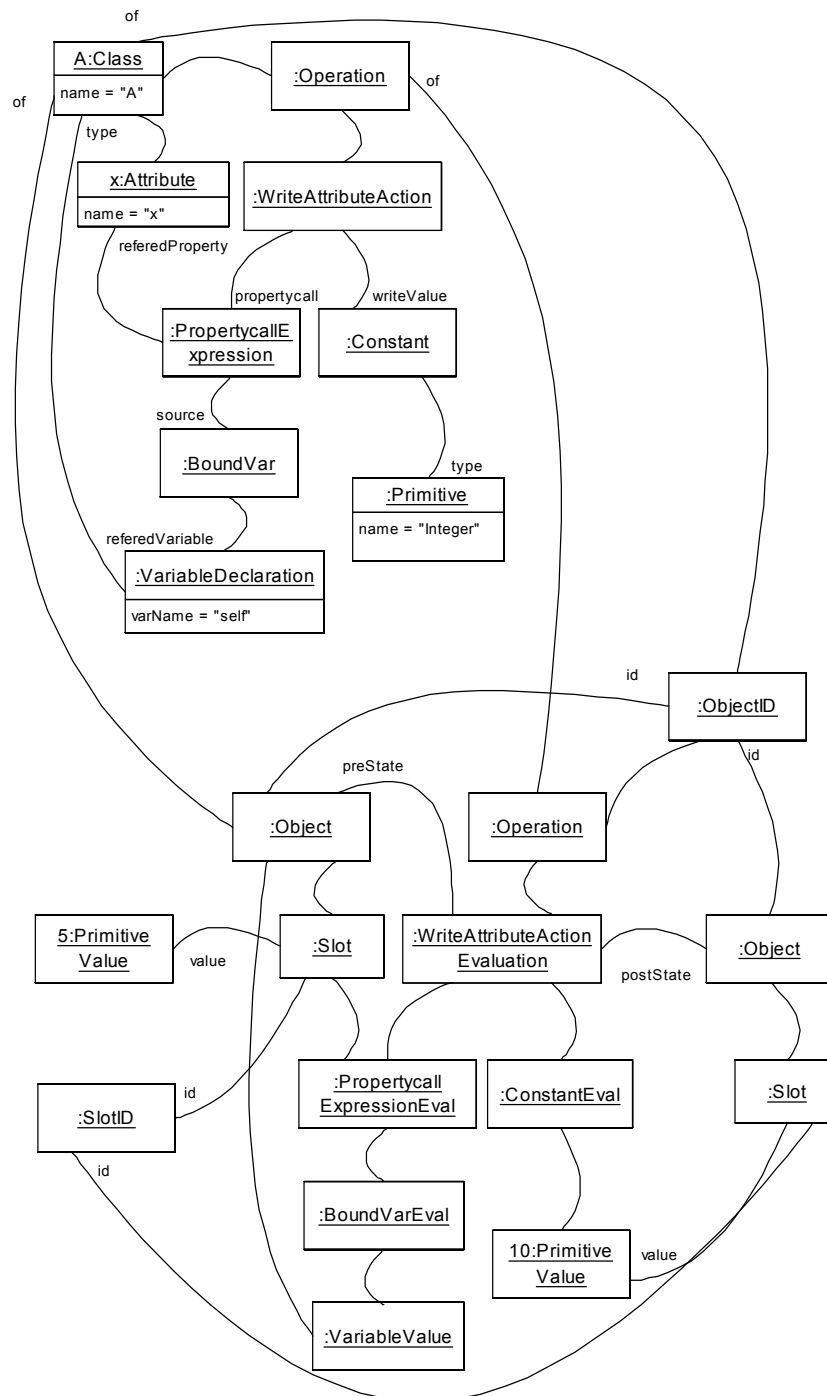 of
A:Class
name = "A"
:Operation
of
of
type
x:Attribute
name = "x"
:WriteAttributeAction
referedProperty
propertycall
writeValue
:PropertycallE
xpression
:Constant
source
:BoundVar
type
:Primitive
name = "Integer"
referedVariable
:VariableDeclaration
varName = "self"
id
:ObjectID
id
preState
:Object
:Operation
5:Primitive
Value
value
:Slot
:WriteAttributeAction
Evaluation
postState
:Object
:Propertycall
ExpressionEval
:ConstantEval
:Slot
id
:SlotID
id
:BoundVarEval
10:Primitive
Value
value
:VariableValue